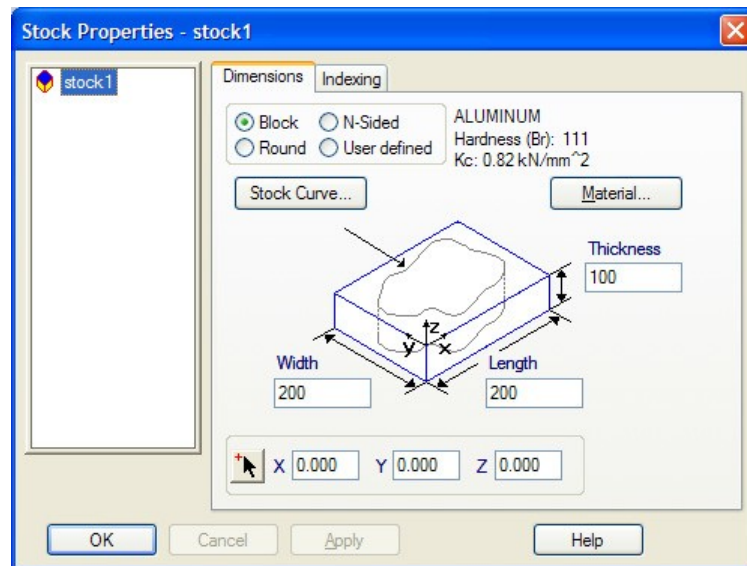 Stock Properties - stock1
stock1
Dimensions Indexing
Block N-Sided
Round User defined
ALUMINUM
Hardness (Br): 111
Kc: 0.82 kN/mm^2
Stock Curve... Material...
Thickness
100
z
y x
Width Length
200 200
X 0.000 Y 0.000 Z 0.000
OK Cancel Apply Help